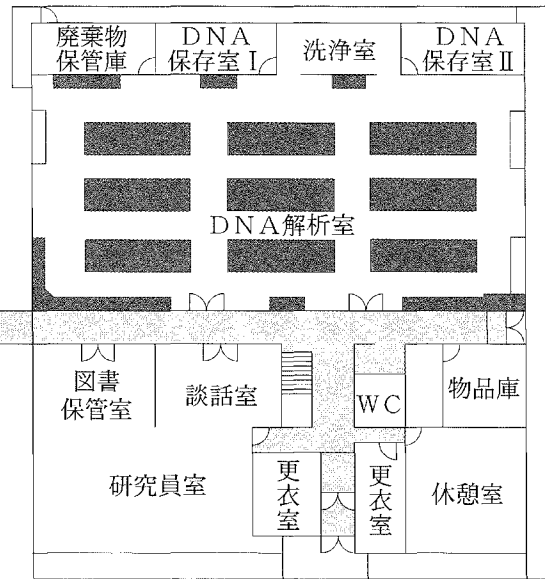 廃棄物
保管庫
DNA
保存室Ⅰ
洗浄室
DNA
保存室Ⅱ
DNA解析室
図書
保管室
談話室
WC
物品庫
研究員室
更衣室
更衣室
休憩室